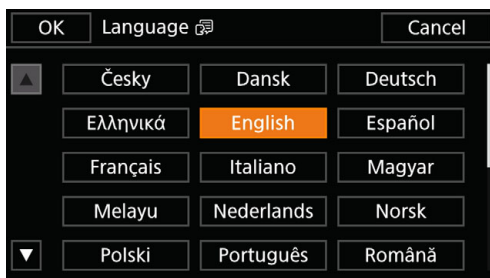 OK Language Cancel
Česky Dansk Deutsch
Ελληνικά English Español
Français Italiano Magyar
Melayu Nederlands Norsk
Polski Português Română